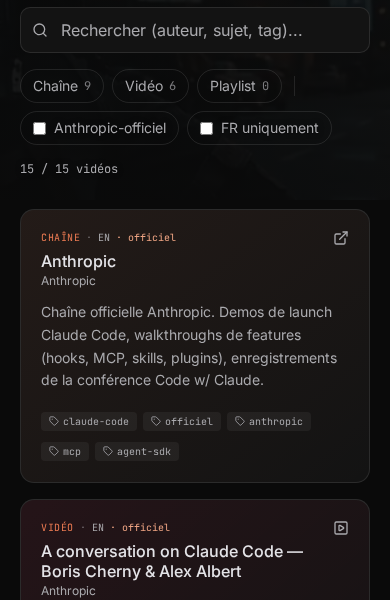 Rechercher (auteur, sujet, tag)...
Chaîne 9 Vidéo 6 Playlist 0
Anthropic-officiel FR uniquement
15 / 15 vidéos
CHAÎNE · EN · officiel
Anthropic
Anthropic
Chaîne officielle Anthropic. Demos de launch
Claude Code, walkthroughs de features
(hooks, MCP, skills, plugins), enregistrements
de la conférence Code w/ Claude.
claude-code officiel anthropic
mcp agent-sdk
VIDÉO · EN · officiel
A conversation on Claude Code —
Boris Cherny & Alex Albert
Anthropic